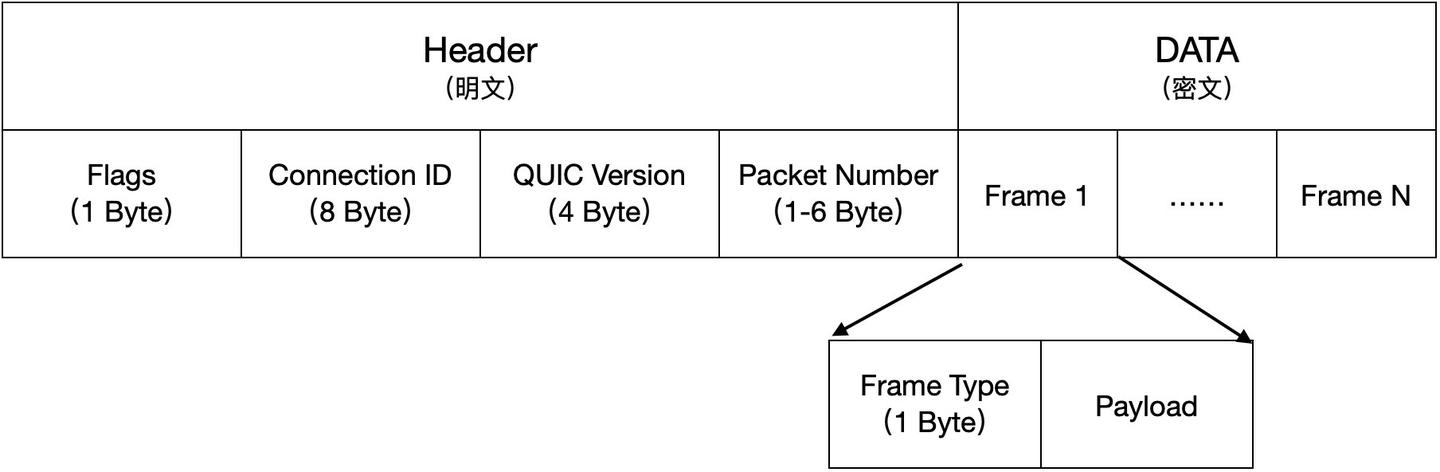 Header
（明文）
DATA
（密文）
Flags
（1 Byte）
Connection ID
（8 Byte）
QUIC Version
（4 Byte）
Packet Number
（1-6 Byte）
Frame 1
……
Frame N
Frame Type
（1 Byte）
Payload